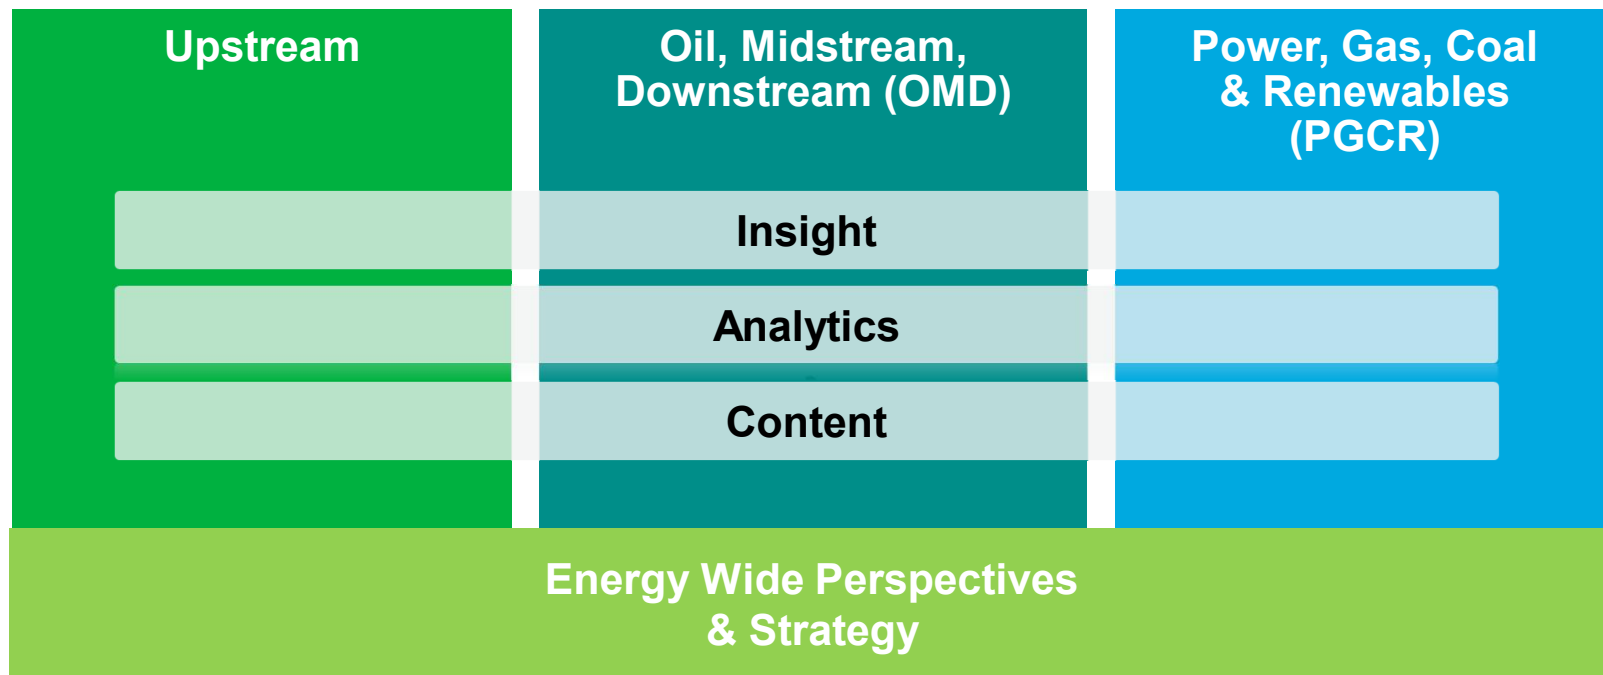 Upstream
Oil, Midstream,
Downstream (OMD)
Power, Gas, Coal
& Renewables
(PGCR)
Insight
Analytics
Content
Energy Wide Perspectives
& Strategy